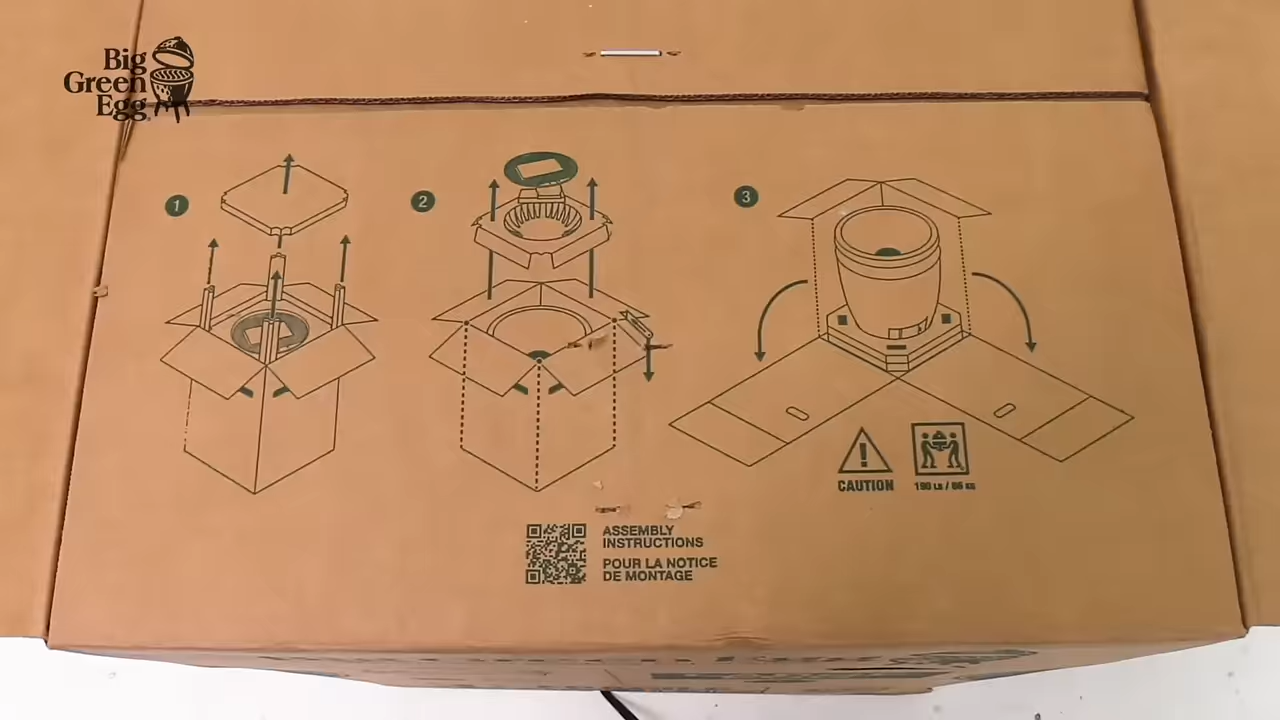 Big
Green
Egg
1
2
3
CAUTION
ASSEMBLY
INSTRUCTIONS
POUR LA NOTICE
DE MONTAGE